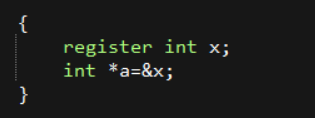 {
    register int x;
    int *a=&x;
}